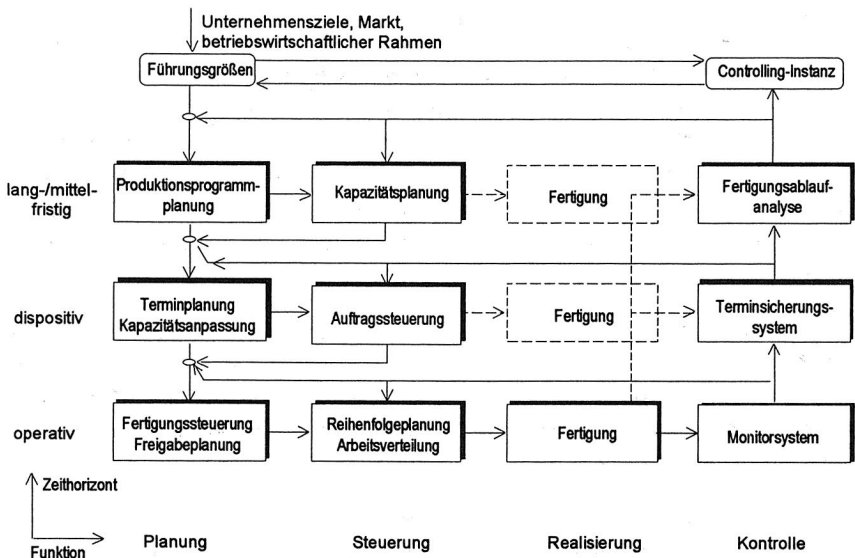 Unternehmensziele, Markt,
betriebswirtschaftlicher Rahmen
Führungsgrößen
Controlling-Instanz
lang-/mittel-
fristig
Produktionsprogramm-
planung
Kapazitätsplanung
Fertigung
Fertigungsablauf-
analyse
dispositiv
Terminplanung
Kapazitätsanpassung
Auftragssteuerung
Fertigung
Terminsicherungs-
system
operativ
Fertigungssteuerung
Freigabeplanung
Reihenfolgeplanung
Arbeitsverteilung
Fertigung
Monitorsystem
Zeithorizont
Funktion
Planung
Steuerung
Realisierung
Kontrolle